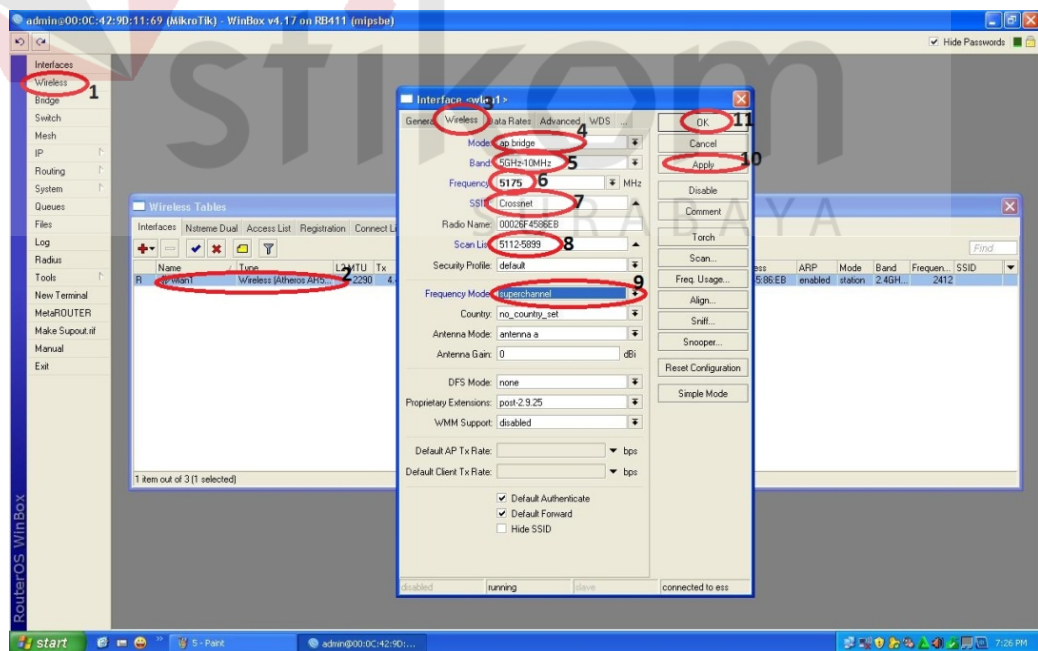 admin@00:0C:42:9D:11:69 (MikroTik) - WinBox v4.17 on RB411 (mipsbe)
Hide Passwords
stikom
SURABAYA
Interfaces
Wireless
1
Bridge
Switch
Mesh
IP
Routing
System
Queues
Files
Log
Radius
Tools
New Terminal
MetaROUTER
Make Supout.rif
Manual
Exit
RouterOS WinBox
Wireless Tables
Interfaces Nstreme Dual Access List Registration Connect Li
Find
Name Type L2MTU Tx
ess ARP Mode Band Frequen... SSID
R wlan1 Wireless (Atheros AR5... 2 2290 4.
5:86:EB enabled station 2.4GH... 2412
1 item out of 3 (1 selected)
Interface <wlan1>
3
General Wireless Data Rates Advanced WDS ...
Mode: ap bridge 4
Band: 5GHz-10MHz 5
Frequency: 5175 6 MHz
SSID: Crossnet 7
Radio Name: 00026F4586EB
Scan List: 5112-5899 8
Security Profile: default
Frequency Mode: superchannel 9
Country: no_country_set
Antenna Mode: antenna a
Antenna Gain: 0 dBi
DFS Mode: none
Proprietary Extensions: post-2.9.25
WMM Support: disabled
Default AP Tx Rate: bps
Default Client Tx Rate: bps
Default Authenticate
Default Forward
Hide SSID
OK 11
Cancel
Apply 10
Disable
Comment
Torch
Scan...
Freq. Usage...
Align...
Sniff...
Snooper...
Reset Configuration
Simple Mode
disabled running slave connected to ess
start
5 - Paint
admin@00:0C:42:9D:...
7:26 PM